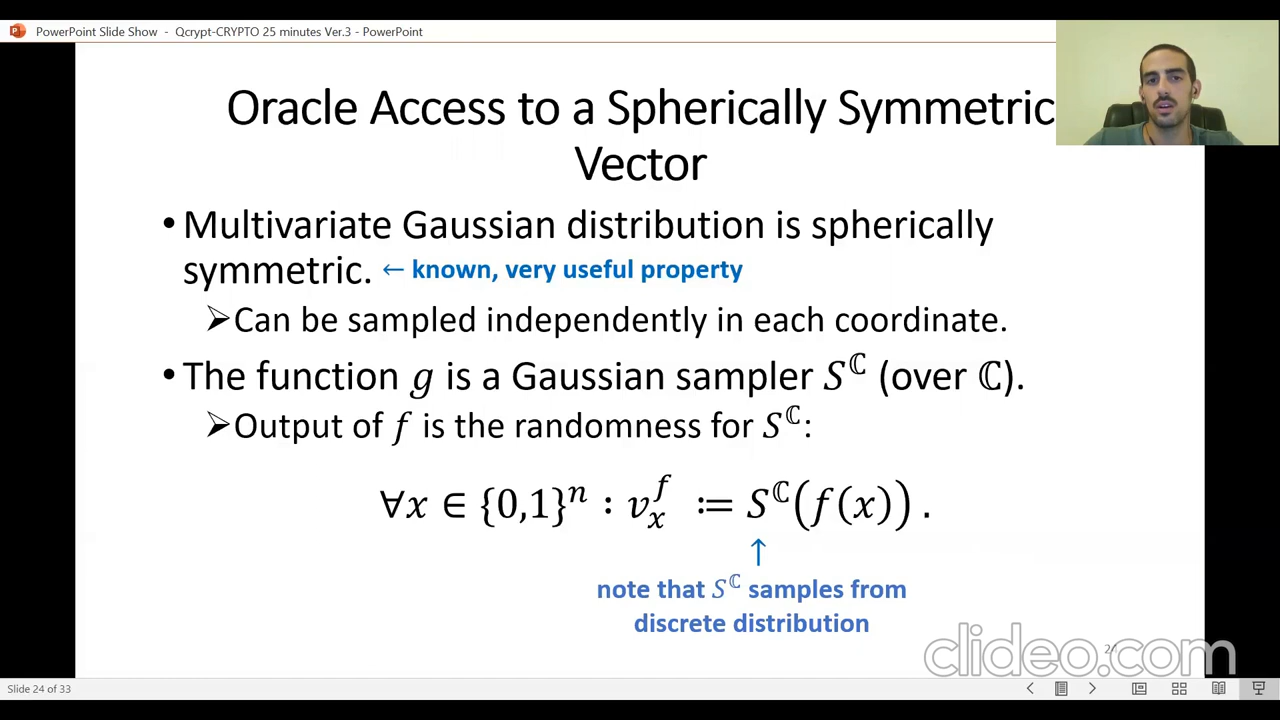 PowerPoint Slide Show - Qcrypt-CRYPTO 25 minutes Ver.3 - PowerPoint
Oracle Access to a Spherically Symmetric
Vector
• Multivariate Gaussian distribution is spherically
symmetric. ← known, very useful property
➢Can be sampled independently in each coordinate.
• The function g is a Gaussian sampler S^ℂ (over ℂ).
➢Output of f is the randomness for S^ℂ:
∀x ∈ {0,1}^n : v_x^f := S^ℂ(f(x)) .
↑
note that S^ℂ samples from
discrete distribution
clideo.com
Slide 24 of 33